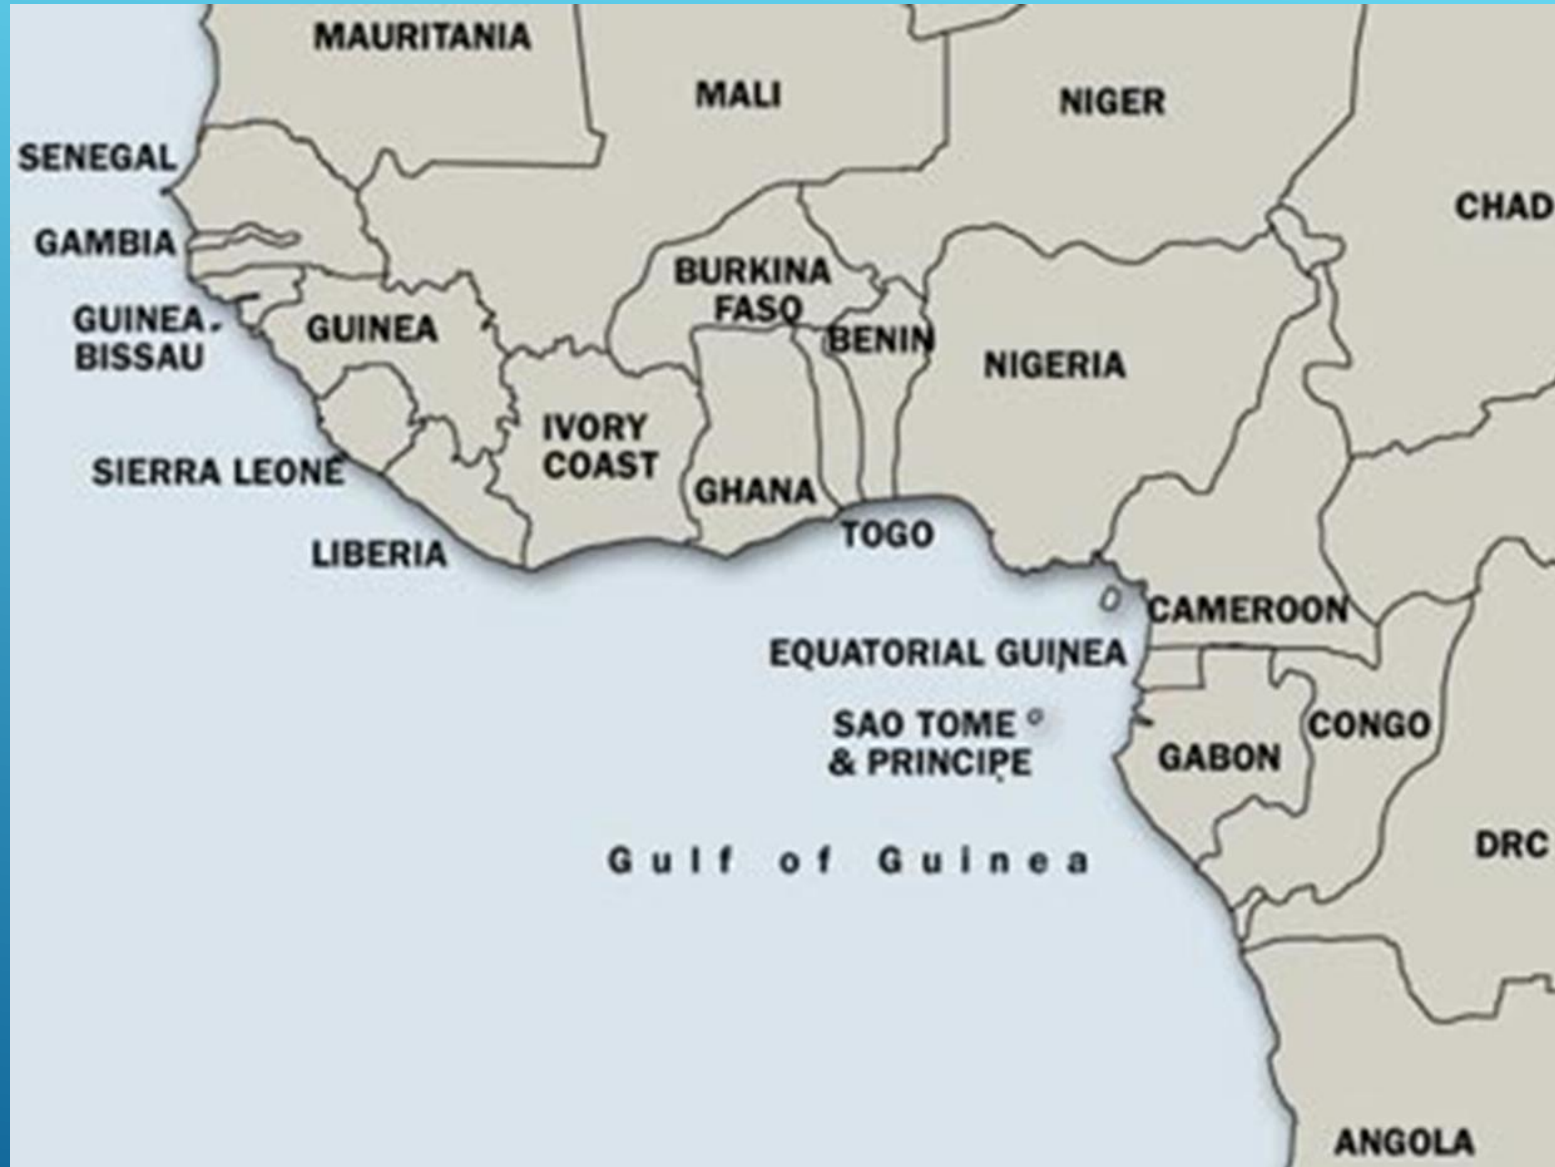 MAURITANIA
MALI
NIGER
SENEGAL
CHAD
GAMBIA
BURKINA
FASO
GUINEA-
BISSAU
GUINEA
BENIN
NIGERIA
IVORY
COAST
SIERRA LEONE
GHANA
LIBERIA
TOGO
CAMEROON
EQUATORIAL GUINEA
SAO TOME
& PRINCIPE
CONGO
GABON
Gulf of Guinea
DRC
ANGOLA